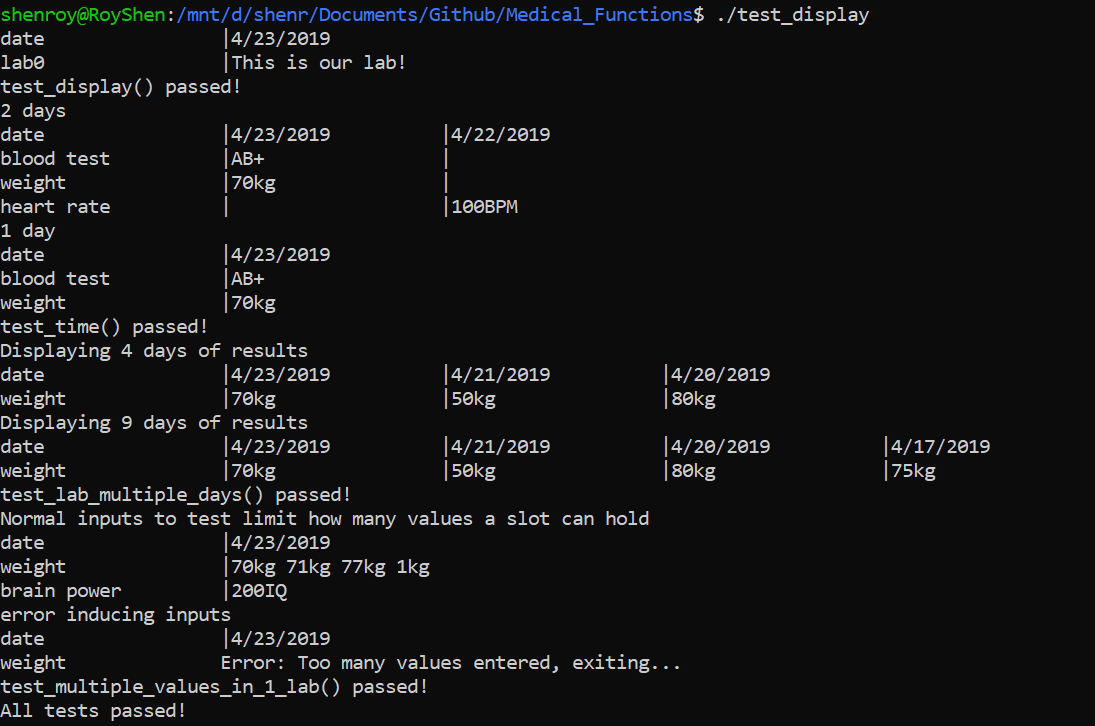 shenroy@RoyShen:/mnt/d/shenr/Documents/Github/Medical_Functions$ ./test_display
date                |4/23/2019
lab0                |This is our lab!
test_display() passed!
2 days
date                |4/23/2019          |4/22/2019
blood test          |AB+                |
weight              |70kg               |
heart rate          |                   |100BPM
1 day
date                |4/23/2019
blood test          |AB+
weight              |70kg
test_time() passed!
Displaying 4 days of results
date                |4/23/2019          |4/21/2019          |4/20/2019
weight              |70kg               |50kg               |80kg
Displaying 9 days of results
date                |4/23/2019          |4/21/2019          |4/20/2019          |4/17/2019
weight              |70kg               |50kg               |80kg               |75kg
test_lab_multiple_days() passed!
Normal inputs to test limit how many values a slot can hold
date                |4/23/2019
weight              |70kg 71kg 77kg 1kg
brain power         |200IQ
error inducing inputs
date                |4/23/2019
weight              Error: Too many values entered, exiting...
test_multiple_values_in_1_lab() passed!
All tests passed!